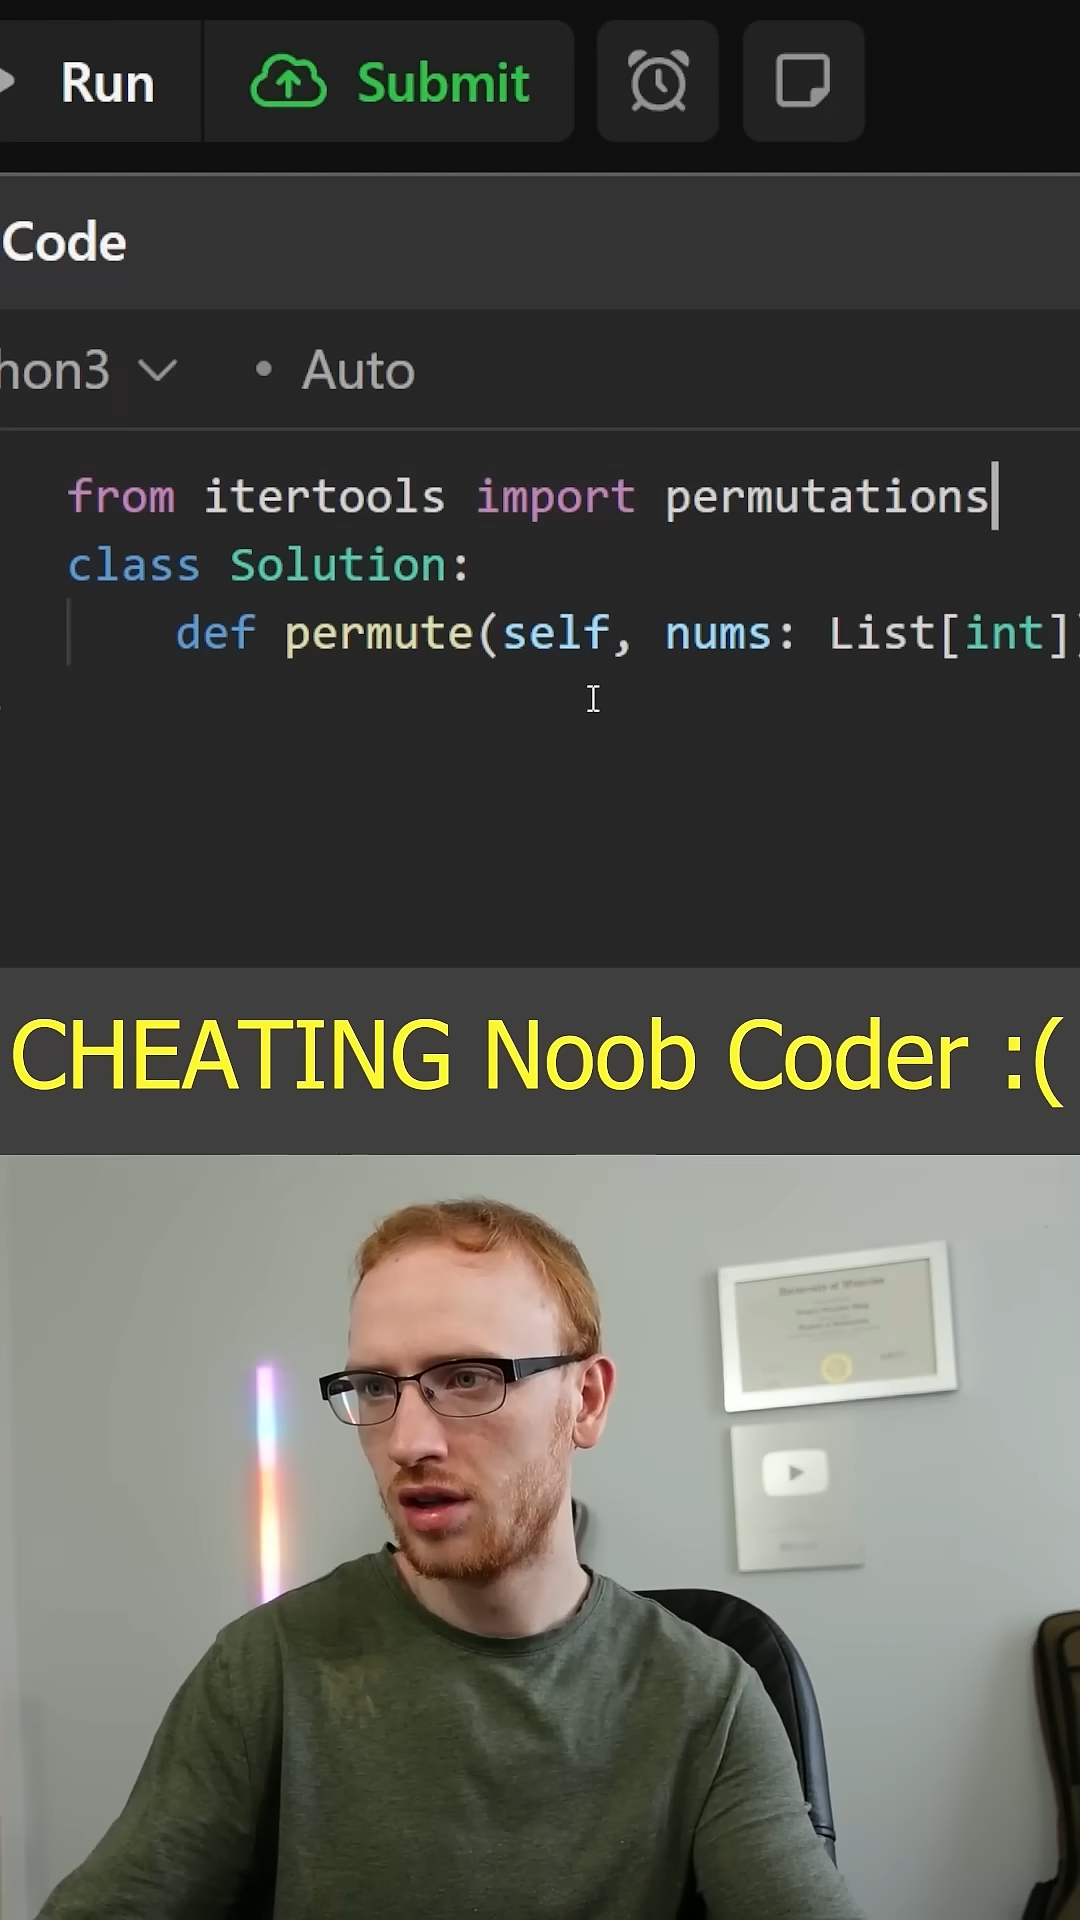 Run
Submit
Code
hon3
• Auto
from itertools import permutations
class Solution:
def permute(self, nums: List[int]
CHEATING Noob Coder :(